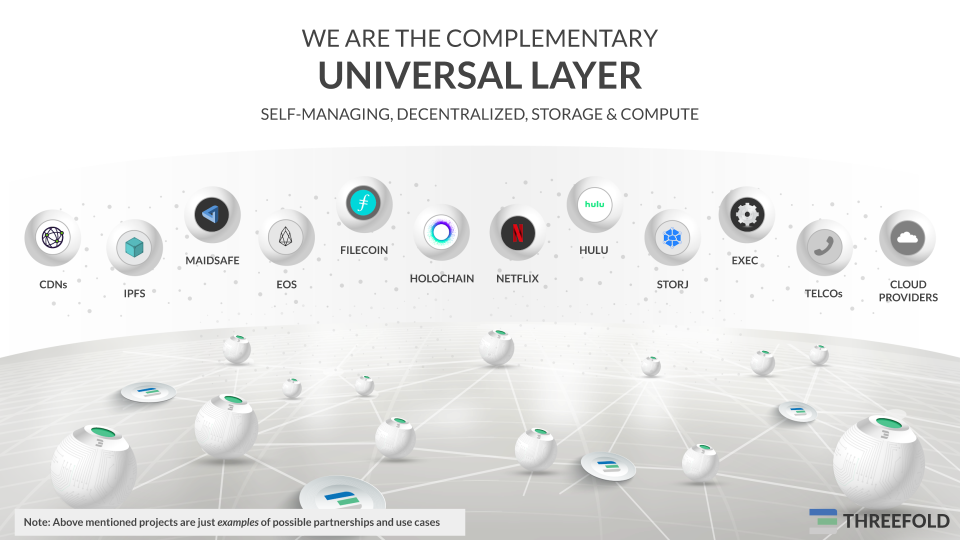 WE ARE THE COMPLEMENTARY
UNIVERSAL LAYER
SELF-MANAGING, DECENTRALIZED, STORAGE & COMPUTE
CDNs
IPFS
MAIDSAFE
EOS
FILECOIN
HOLOCHAIN
NETFLIX
hulu
HULU
STORJ
EXEC
TELCOs
CLOUD
PROVIDERS
Note: Above mentioned projects are just examples of possible partnerships and use cases
THREEFOLD